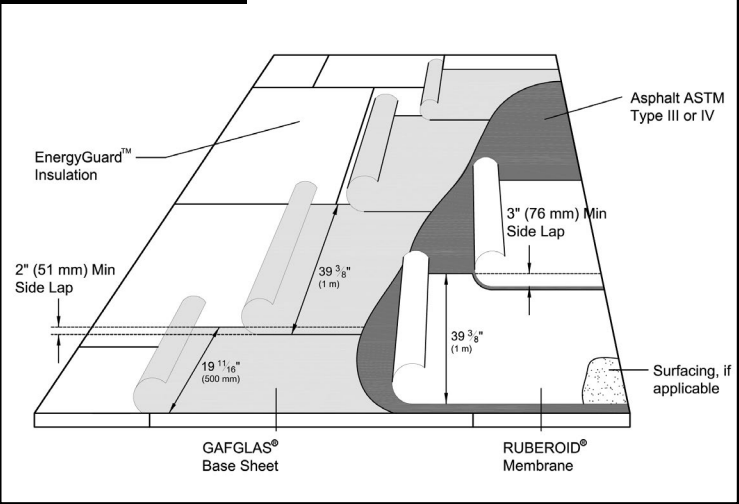 Asphalt ASTM
Type III or IV
EnergyGuard™
Insulation
3" (76 mm) Min
Side Lap
2" (51 mm) Min
Side Lap
39 3/8"
(1 m)
39 3/8"
(1 m)
19 11/16"
(500 mm)
Surfacing, if
applicable
GAFGLAS®
Base Sheet
RUBEROID®
Membrane